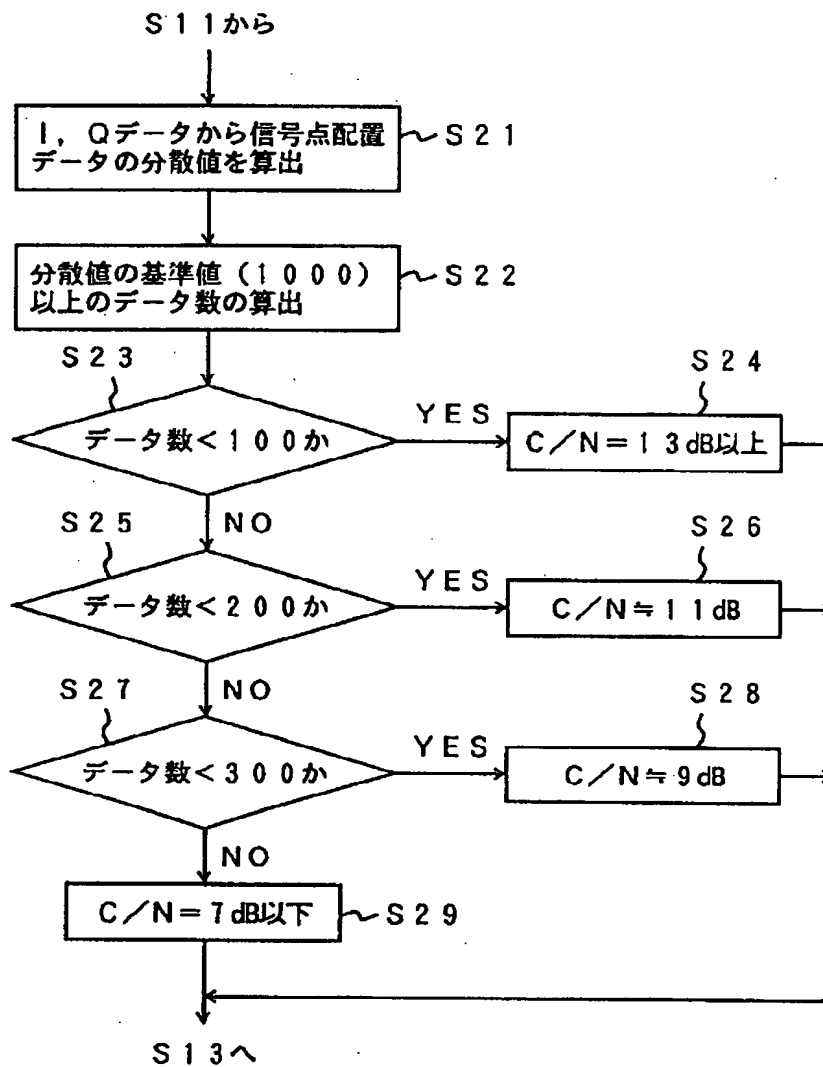 S11から
I,Qデータから信号点配置
データの分散値を算出
S21
分散値の基準値(1000)
以上のデータ数の算出
S22
S23
データ数<100か
YES
S24
C/N=13dB以上
NO
S25
データ数<200か
YES
S26
C/N≒11dB
NO
S27
データ数<300か
YES
S28
C/N≒9dB
NO
C/N=7dB以下
S29
S13へ